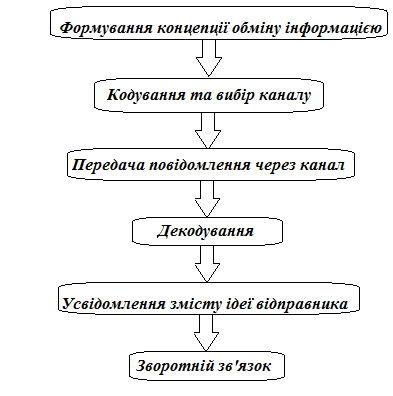 Формування концепції обміну інформацією
Кодування та вибір каналу
Передача повідомлення через канал
Декодування
Усвідомлення змісту ідеї відправника
Зворотній зв'язок